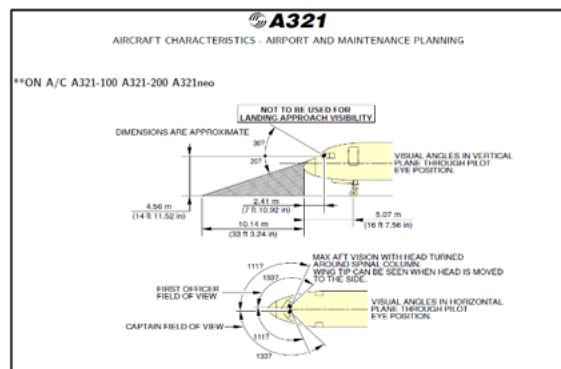 A321
AIRCRAFT CHARACTERISTICS - AIRPORT AND MAINTENANCE PLANNING
**ON A/C A321-100 A321-200 A321neo
NOT TO BE USED FOR
LANDING APPROACH VISIBILITY
DIMENSIONS ARE APPROXIMATE
30?
20?
VISUAL ANGLES IN VERTICAL
PLANE THROUGH PILOT
EYE POSITION.
4.56 m
(14 ft 11.52 in)
2.41 m
(7 ft 10.92 in)
5.07 m
(16 ft 7.56 in)
10.14 m
(33 ft 3.24 in)
MAX AFT VISION WITH HEAD TURNED
AROUND SPINAL COLUMN.
WING TIP CAN BE SEEN WHEN HEAD IS MOVED
TO THE SIDE.
111?
133?
FIRST OFFICER
FIELD OF VIEW
VISUAL ANGLES IN HORIZONTAL
PLANE THROUGH PILOT
EYE POSITION.
CAPTAIN FIELD OF VIEW
111?
133?